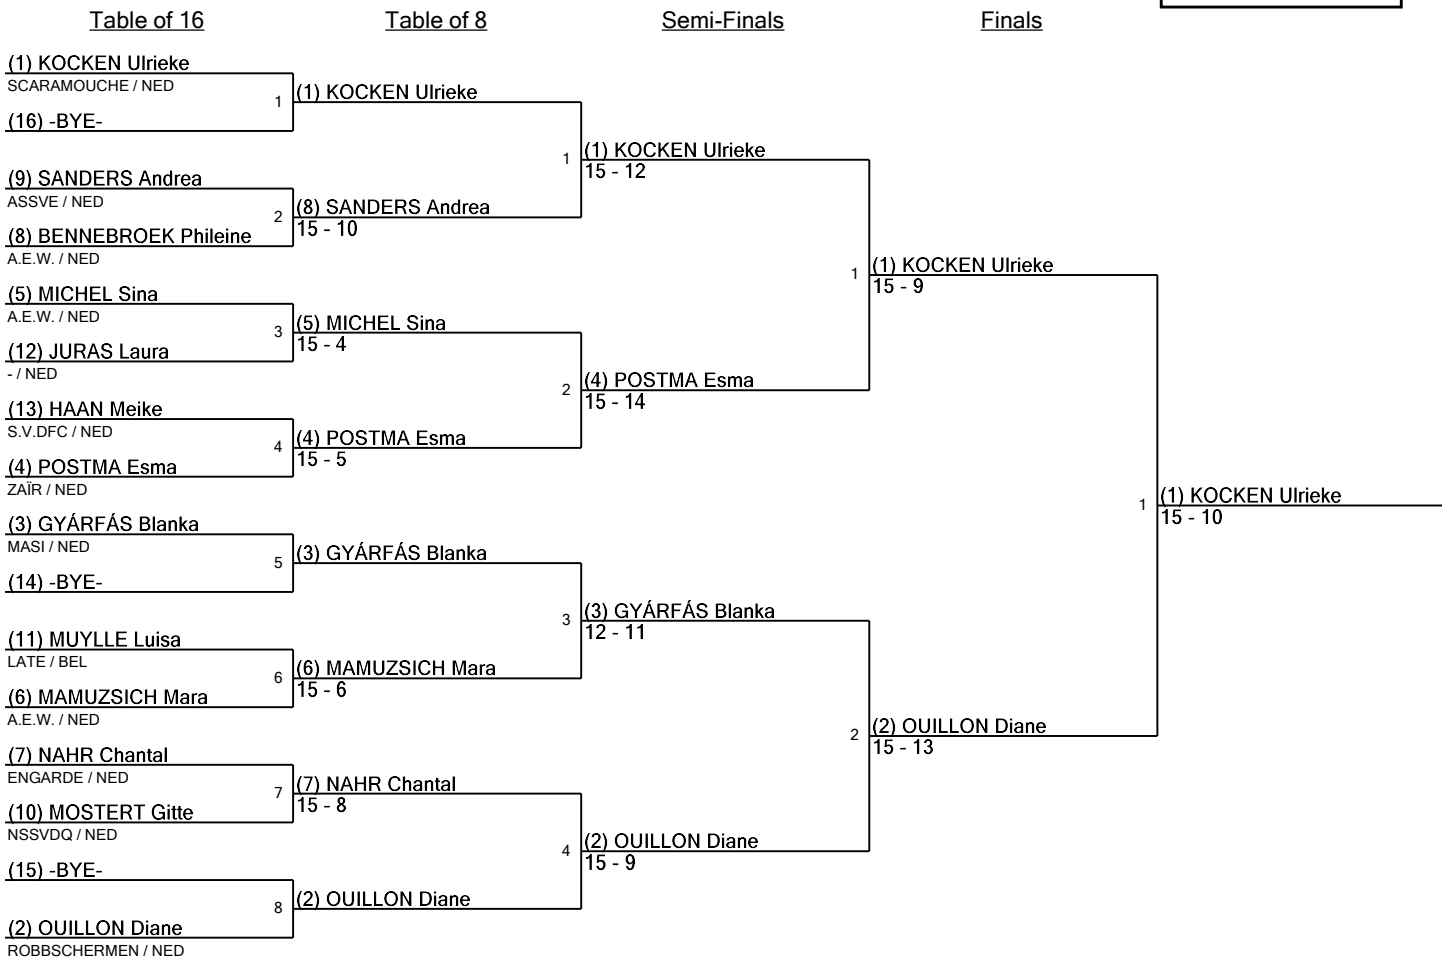 Table of 16
Table of 8
Semi-Finals
Finals
(1) KOCKEN Ulrieke
SCARAMOUCHE / NED
1
(16) -BYE-
(9) SANDERS Andrea
ASSVE / NED
2
(8) BENNEBROEK Phileine
A.E.W. / NED
(5) MICHEL Sina
A.E.W. / NED
3
(12) JURAS Laura
- / NED
(13) HAAN Meike
S.V.DFC / NED
4
(4) POSTMA Esma
ZAÏR / NED
(3) GYÁRFÁS Blanka
MASI / NED
5
(14) -BYE-
(11) MUYLLE Luisa
LATE / BEL
6
(6) MAMUZSICH Mara
A.E.W. / NED
(7) NAHR Chantal
ENGARDE / NED
7
(10) MOSTERT Gitte
NSSVDQ / NED
(15) -BYE-
8
(2) OUILLON Diane
ROBBSCHERMEN / NED
(1) KOCKEN Ulrieke
1
(8) SANDERS Andrea
15 - 10
(5) MICHEL Sina
15 - 4
2
(4) POSTMA Esma
15 - 5
(3) GYÁRFÁS Blanka
3
(6) MAMUZSICH Mara
15 - 6
(7) NAHR Chantal
15 - 8
4
(2) OUILLON Diane
(1) KOCKEN Ulrieke
15 - 12
1
(4) POSTMA Esma
15 - 14
(3) GYÁRFÁS Blanka
12 - 11
2
(2) OUILLON Diane
15 - 9
(1) KOCKEN Ulrieke
15 - 9
1
(2) OUILLON Diane
15 - 13
(1) KOCKEN Ulrieke
15 - 10